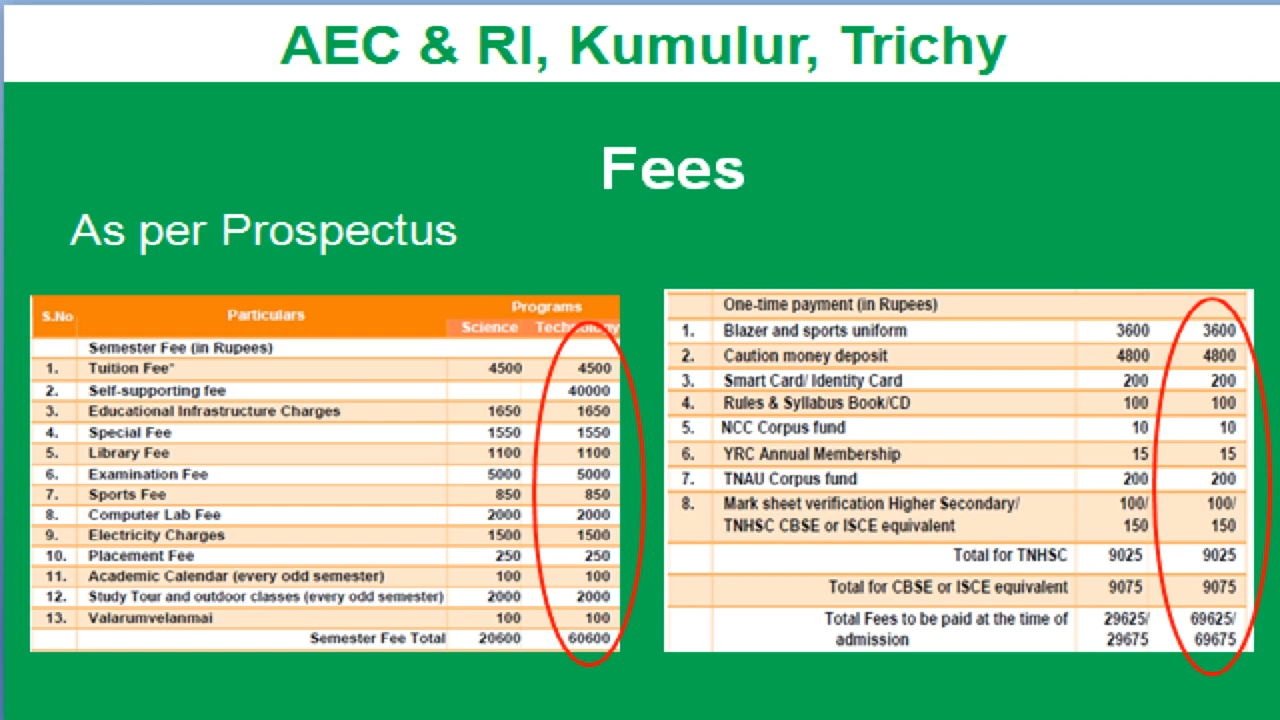 AEC & RI, Kumulur, Trichy
Fees
As per Prospectus
S.No Particulars Programs
Science Technology
Semester Fee (in Rupees)
1. Tuition Fee* 4500 4500
2. Self-supporting fee 40000
3. Educational Infrastructure Charges 1650 1650
4. Special Fee 1550 1550
5. Library Fee 1100 1100
6. Examination Fee 5000 5000
7. Sports Fee 850 850
8. Computer Lab Fee 2000 2000
9. Electricity Charges 1500 1500
10. Placement Fee 250 250
11. Academic Calendar (every odd semester) 100 100
12. Study Tour and outdoor classes (every odd semester) 2000 2000
13. Valarumvelanmai 100 100
Semester Fee Total 20600 60600
One-time payment (in Rupees)
1. Blazer and sports uniform 3600 3600
2. Caution money deposit 4800 4800
3. Smart Card/ Identity Card 200 200
4. Rules & Syllabus Book/CD 100 100
5. NCC Corpus fund 10 10
6. YRC Annual Membership 15 15
7. TNAU Corpus fund 200 200
8. Mark sheet verification Higher Secondary/ 100/ 100/
TNHSC CBSE or ISCE equivalent 150 150
Total for TNHSC 9025 9025
Total for CBSE or ISCE equivalent 9075 9075
Total Fees to be paid at the time of 29625/ 69625/
admission 29675 69675